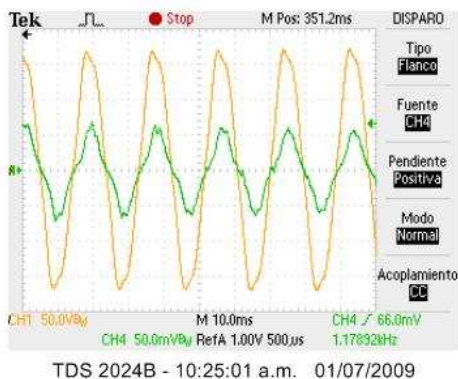 Tek Stop M Pos: 351.2ms DISPARO
Tipo
Flanco
Fuente
CH4
Pendiente
Positiva
Modo
Normal
Acoplamiento
CC
CH1 50.0VBW M 10.0ms CH4 66.0mV
CH4 50.0mVBW RefA 1.00V 500us 1.17892kHz
TDS 2024B - 10:25:01 a.m. 01/07/2009